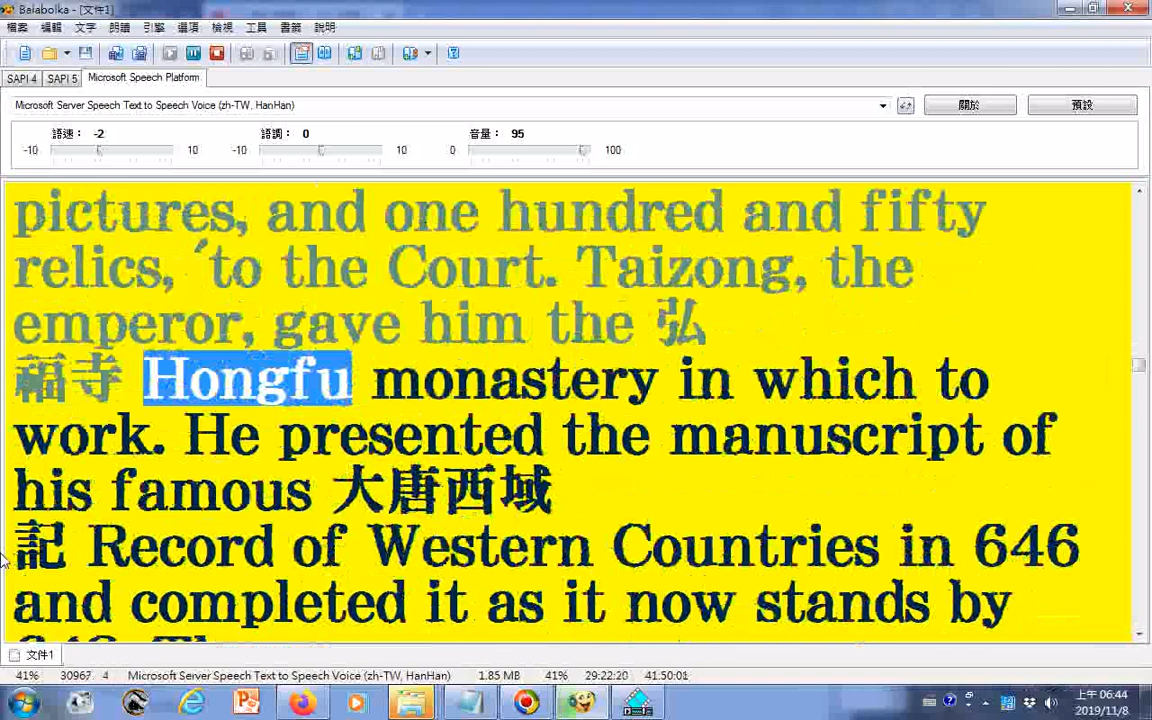 Balabolka - [文件1]
檔案 編輯 文字 朗讀 引擎 選項 檢視 工具 書籤 說明
SAPI 4 SAPI 5 Microsoft Speech Platform
Microsoft Server Speech Text to Speech Voice (zh-TW, HanHan) 關於 預設
語速： -2 語調： 0 音量： 95
-10 10 -10 10 0 100
pictures, and one hundred and fifty
relics, ´to the Court. Taizong, the
emperor, gave him the 弘
福寺 Hongfu monastery in which to
work. He presented the manuscript of
his famous 大唐西域
記 Record of Western Countries in 646
and completed it as it now stands by
文件1
41% 30967 4 Microsoft Server Speech Text to Speech Voice (zh-TW, HanHan) 1.85 MB 41% 29:22:20 41:50:01
上午 06:44
2019/11/8